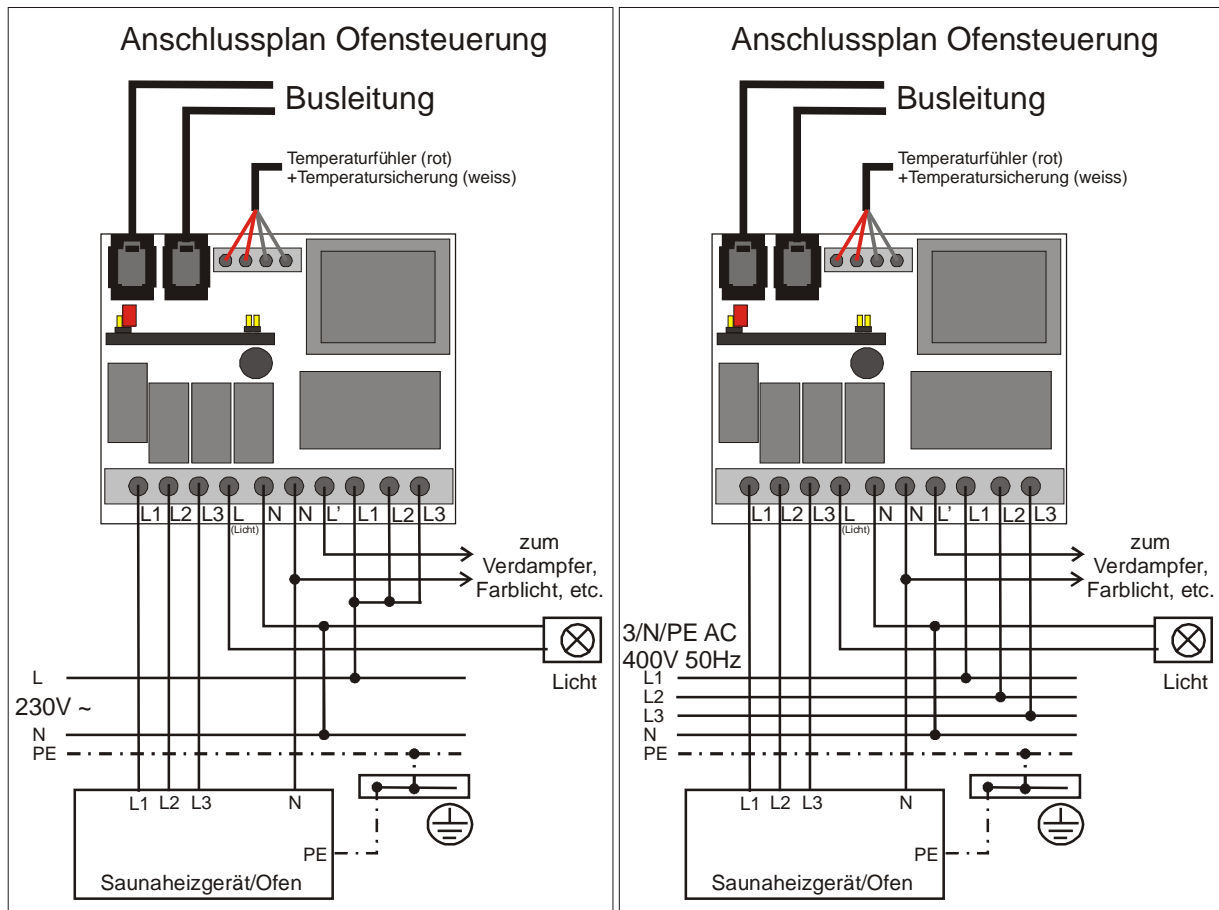 Anschlussplan Ofensteuerung
Busleitung
Temperaturfühler (rot)
+Temperatursicherung (weiss)
L1 L2 L3 L N N L' L1 L2 L3
(Licht)
zum
Verdampfer,
Farblicht, etc.
Licht
L
230V ~
N
PE
L1 L2 L3 N
PE
Saunaheizgerät/Ofen
Anschlussplan Ofensteuerung
Busleitung
Temperaturfühler (rot)
+Temperatursicherung (weiss)
L1 L2 L3 L N N L' L1 L2 L3
(Licht)
zum
Verdampfer,
Farblicht, etc.
3/N/PE AC
400V 50Hz
Licht
L1
L2
L3
N
PE
L1 L2 L3 N
PE
Saunaheizgerät/Ofen